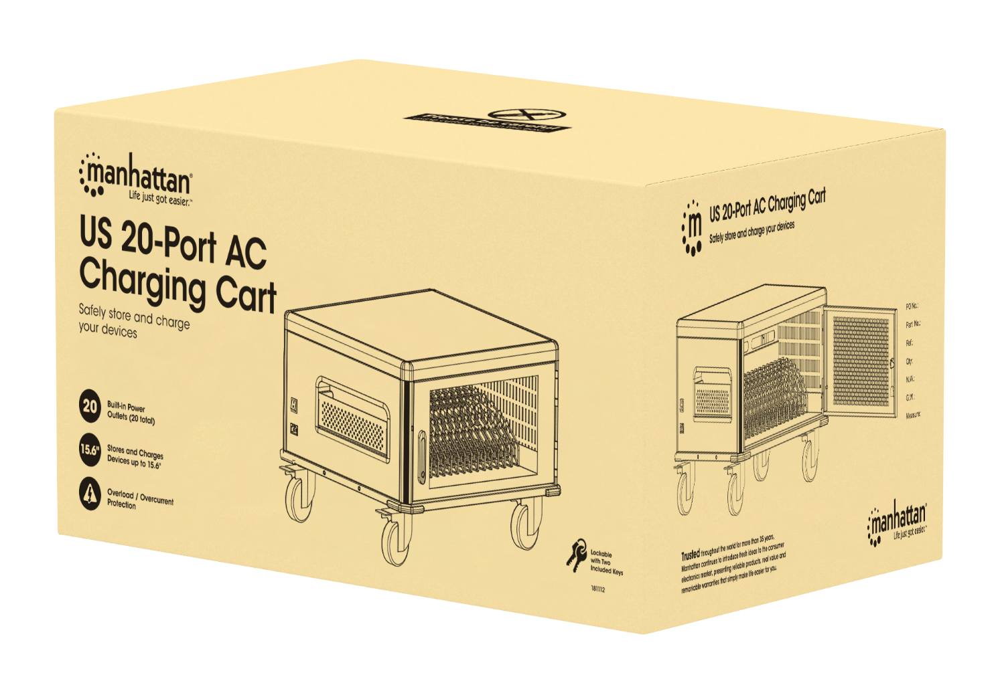 manhattan®
Life just got easier.™
US 20-Port AC
Charging Cart
Safely store and charge
your devices
20
Built-in Power
Outlets (20 total)
15.6"
Stores and Charges
Devices up to 15.6"
Overload / Overcurrent
Protection
Lockable
with Two
Included Keys
181112
m
US 20-Port AC Charging Cart
Safely store and charge your devices
PO No.:
Part No.:
Ref.:
Qty:
N.W.:
G.W.:
Measure:
Trusted throughout the world for more than 35 years,
Manhattan continues to introduce fresh ideas to the consumer
electronics market, presenting reliable products, real value and
remarkable warranties that simply make life easier for you.
manhattan®
Life just got easier.™